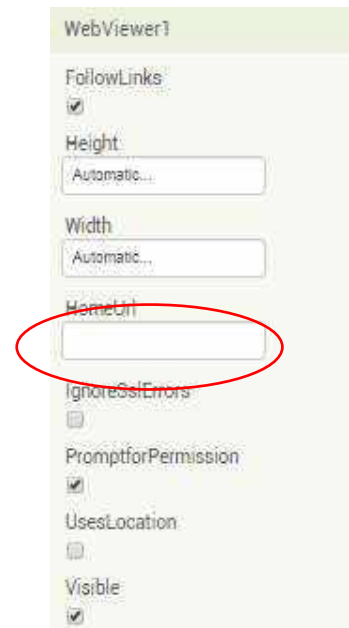 WebViewer1
FollowLinks
Height
Automatic...
Width
Automatic...
HomeUrl
IgnoreSslErrors
PromptforPermission
UsesLocation
Visible